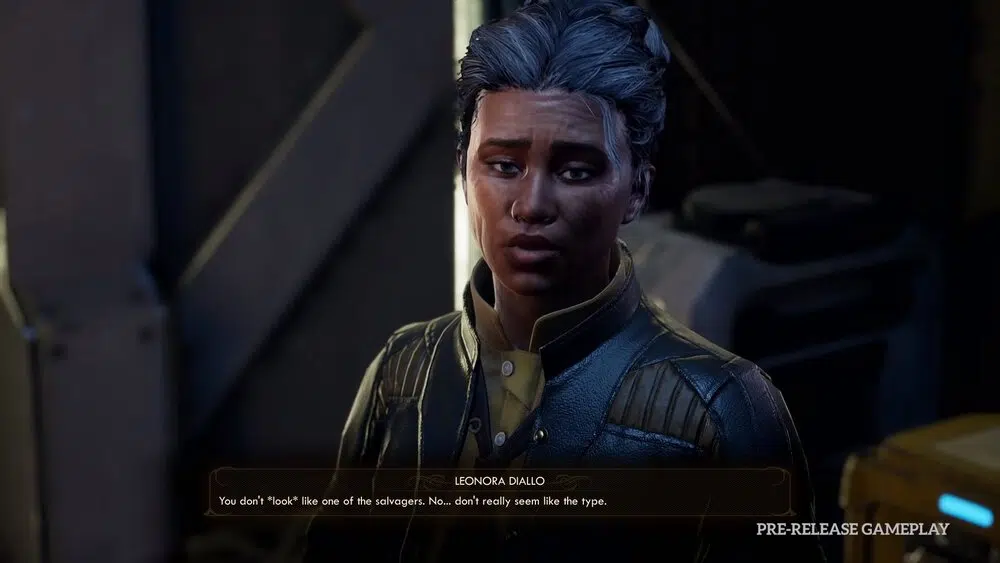 LEONORA DIALLO
You don't *look* like one of the salvagers. No... don't really seem like the type.
PRE-RELEASE GAMEPLAY